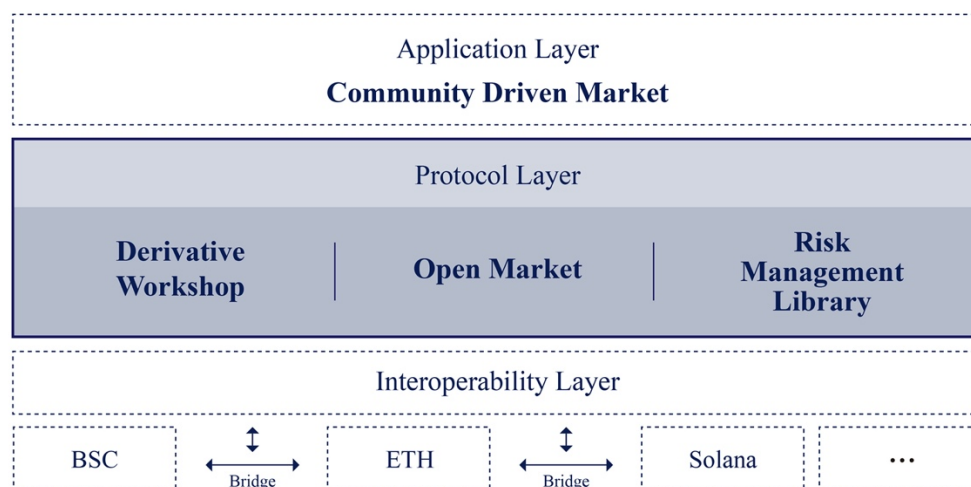 Application Layer
Community Driven Market
Protocol Layer
Derivative
Workshop
Open Market
Risk
Management
Library
Interoperability Layer
BSC
Bridge
ETH
Bridge
Solana
...